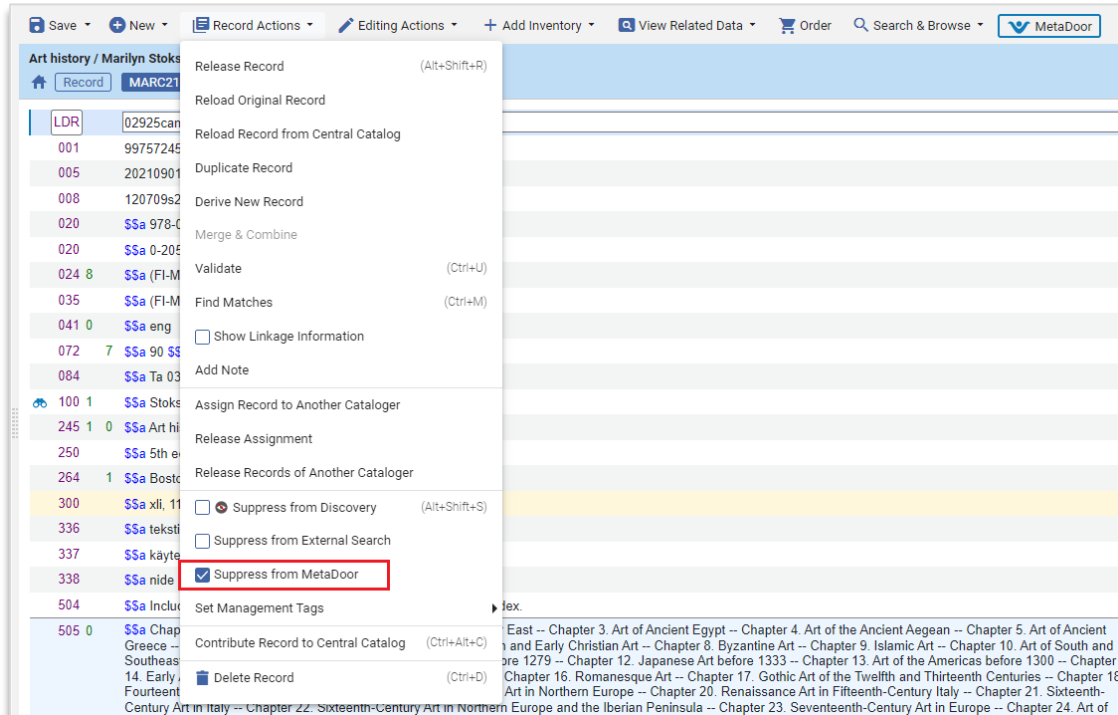 Save New Record Actions Editing Actions Add Inventory View Related Data Order Search & Browse MetaDoor
Art history / Marilyn Stoks
Record MARC21
Release Record (Alt+Shift+R)
Reload Original Record
Reload Record from Central Catalog
Duplicate Record
Derive New Record
Merge & Combine
Validate (Ctrl+U)
Find Matches (Ctrl+M)
Show Linkage Information
Add Note
Assign Record to Another Cataloger
Release Assignment
Release Records of Another Cataloger
Suppress from Discovery (Alt+Shift+S)
Suppress from External Search
Suppress from MetaDoor
Set Management Tags
Contribute Record to Central Catalog (Ctrl+Alt+C)
Delete Record (Ctrl+D)
LDR 02925can
001 99757245
005 20210901
008 120709s2
020 $$a 978-0
020 $$a 0-205
024 8 $$a (FI-M
035 $$a (FI-M
041 0 $$a eng
072 7 $$a 90 $$
084 $$a Ta 03
100 1 $$a Stoks
245 1 0 $$a Art hi
250 $$a 5th e
264 1 $$a Bosto
300 $$a xli, 11
336 $$a teksti
337 $$a käyte
338 $$a nide
504 $$a Includ dex.
505 0 $$a Chap East -- Chapter 3. Art of Ancient Egypt -- Chapter 4. Art of the Ancient Aegean -- Chapter 5. Art of Ancient
Greece -- and Early Christian Art -- Chapter 8. Byzantine Art -- Chapter 9. Islamic Art -- Chapter 10. Art of South and
Southeas ore 1279 -- Chapter 12. Japanese Art before 1333 -- Chapter 13. Art of the Americas before 1300 -- Chapter
14. Early Chapter 16. Romanesque Art -- Chapter 17. Gothic Art of the Twelfth and Thirteenth Centuries -- Chapter 18
Fourteent Art in Northern Europe -- Chapter 20. Renaissance Art in Fifteenth-Century Italy -- Chapter 21. Sixteenth-
Century Art in Italy -- Chapter 22. Sixteenth-Century Art in Northern Europe and the Iberian Peninsula -- Chapter 23. Seventeenth-Century Art in Europe -- Chapter 24. Art of